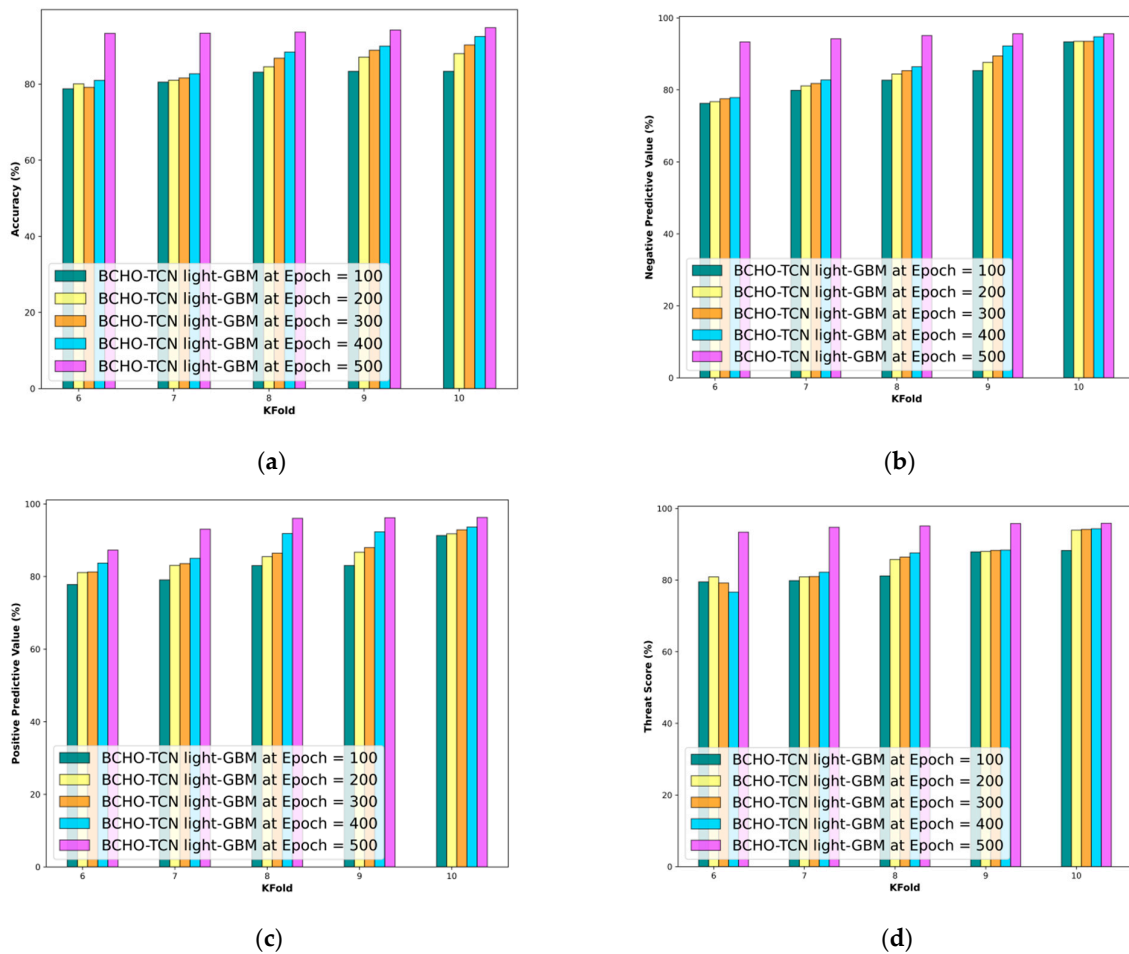 80
60
40
20
0
Accuracy (%)
BCHO-TCN light-GBM at Epoch = 100
BCHO-TCN light-GBM at Epoch = 200
BCHO-TCN light-GBM at Epoch = 300
BCHO-TCN light-GBM at Epoch = 400
BCHO-TCN light-GBM at Epoch = 500
6 7 8 9 10
KFold
(a)
100
80
60
40
20
0
Negative Predictive Value (%)
BCHO-TCN light-GBM at Epoch = 100
BCHO-TCN light-GBM at Epoch = 200
BCHO-TCN light-GBM at Epoch = 300
BCHO-TCN light-GBM at Epoch = 400
BCHO-TCN light-GBM at Epoch = 500
6 7 8 9 10
KFold
(b)
100
80
60
40
20
0
Positive Predictive Value (%)
BCHO-TCN light-GBM at Epoch = 100
BCHO-TCN light-GBM at Epoch = 200
BCHO-TCN light-GBM at Epoch = 300
BCHO-TCN light-GBM at Epoch = 400
BCHO-TCN light-GBM at Epoch = 500
6 7 8 9 10
KFold
(c)
100
80
60
40
20
0
Threat Score (%)
BCHO-TCN light-GBM at Epoch = 100
BCHO-TCN light-GBM at Epoch = 200
BCHO-TCN light-GBM at Epoch = 300
BCHO-TCN light-GBM at Epoch = 400
BCHO-TCN light-GBM at Epoch = 500
6 7 8 9 10
KFold
(d)